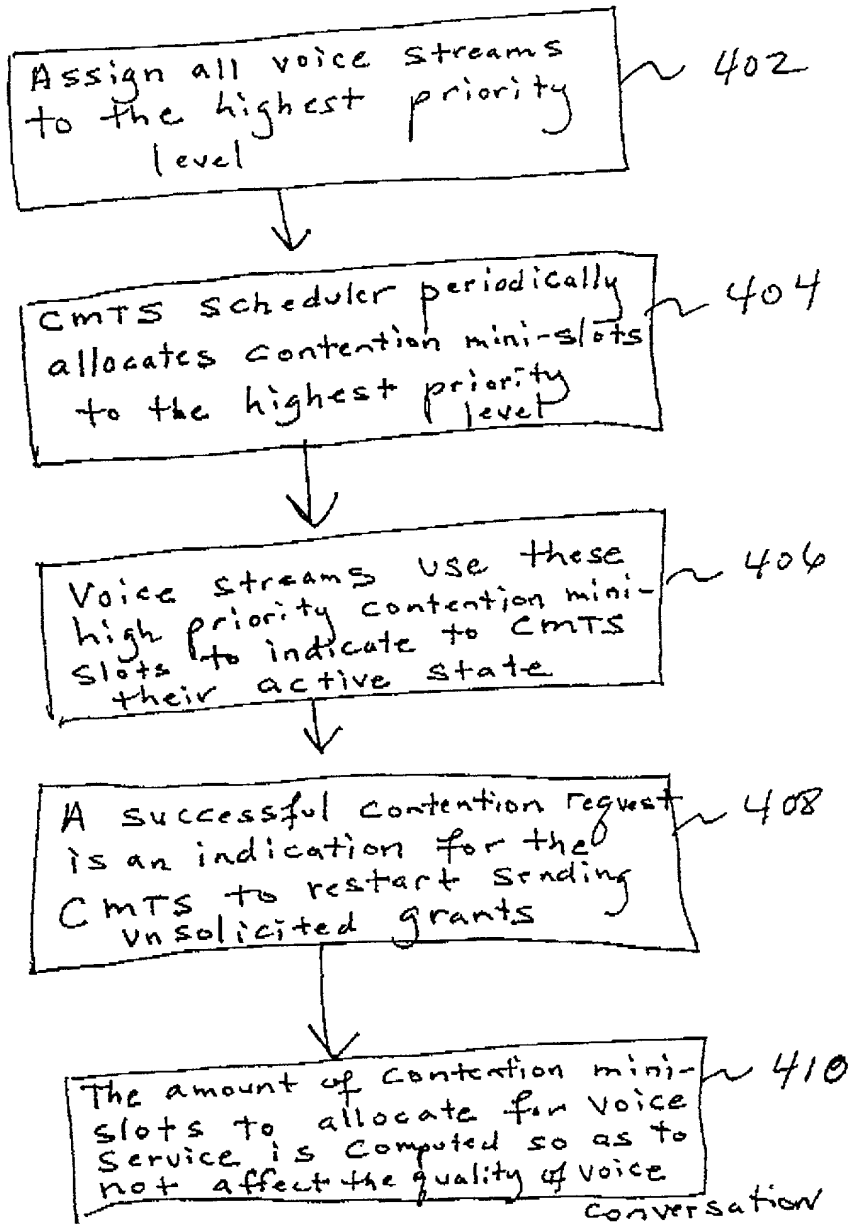 Assign all voice streams
to the highest priority
level
402
CMTS scheduler periodically
allocates contention mini-slots
to the highest priority
level
404
Voice streams use these
high priority contention mini-
slots to indicate to CMTS
their active state
406
A successful contention request
is an indication for the
CMTS to restart sending
unsolicited grants
408
The amount of contention mini-
slots to allocate for voice
service is computed so as to
not affect the quality of voice
conversation
410